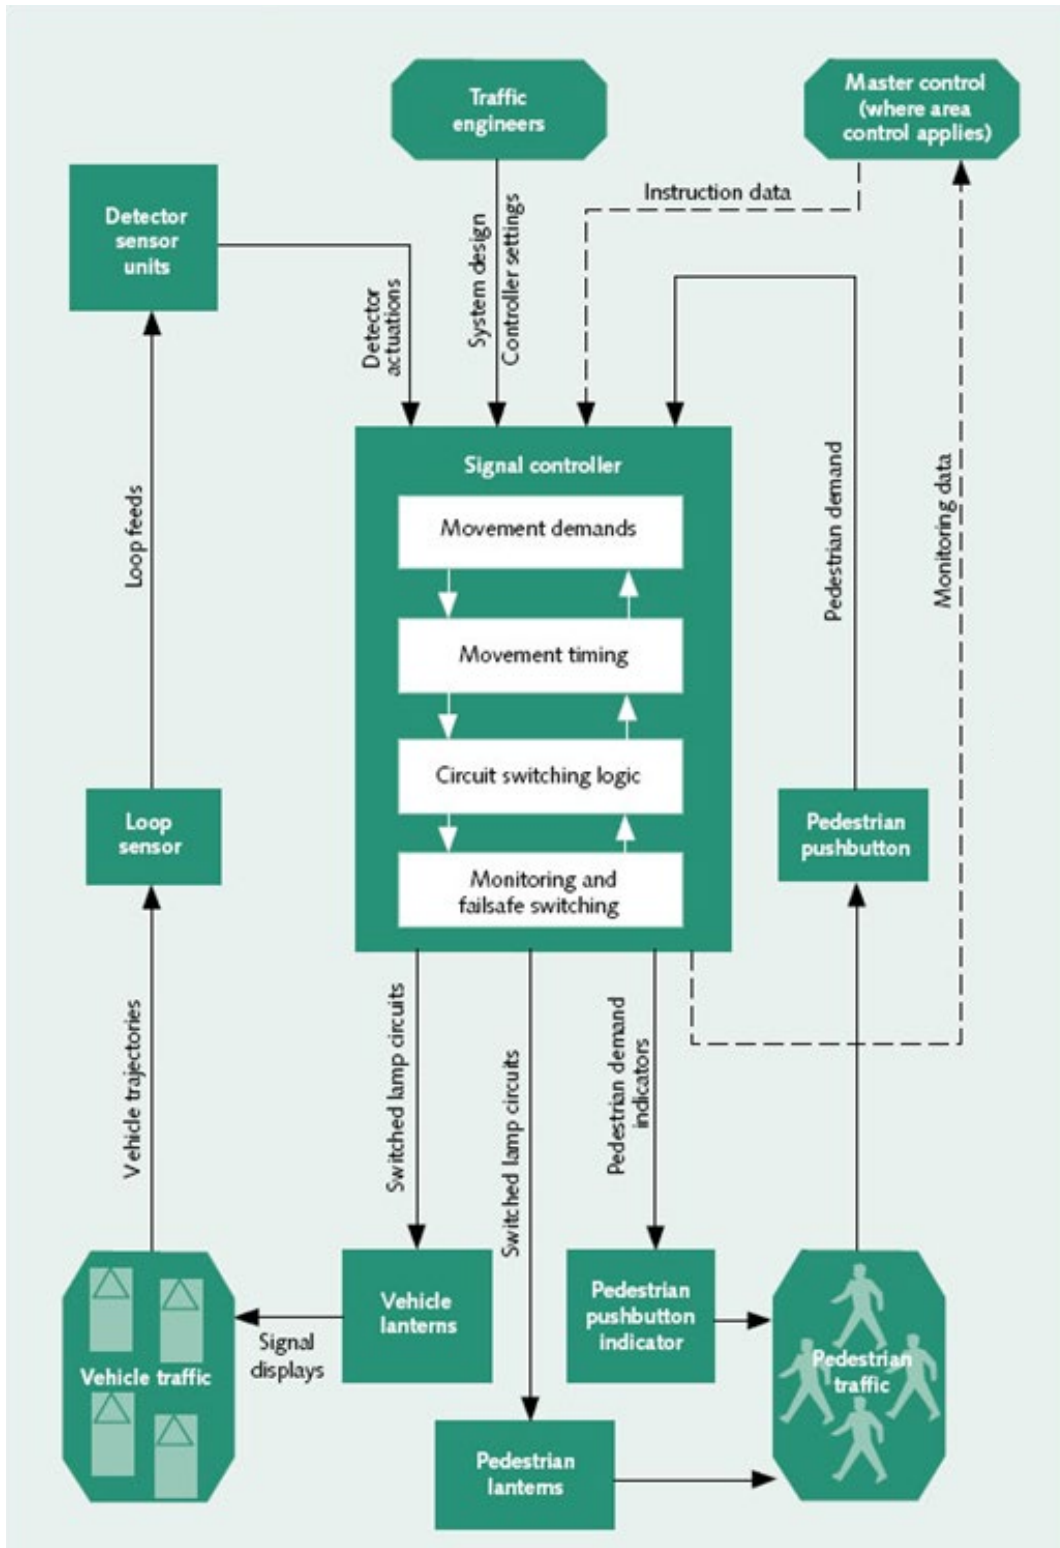 Traffic
engineers
Master control
(where area
control applies)
Instruction data
Detector
sensor
units
Detector
actuations
System design
Controller settings
Loop feeds
Pedestrian demand
Monitoring data
Signal controller
Movement demands
Movement timing
Circuit switching logic
Monitoring and
failsafe switching
Loop
sensor
Pedestrian
pushbutton
Vehicle trajectories
Switched lamp circuits
Switched lamp circuits
Pedestrian demand
indicators
Vehicle traffic
Signal
displays
Vehicle
lanterns
Pedestrian
pushbutton
indicator
Pedestrian
traffic
Pedestrian
lanterns